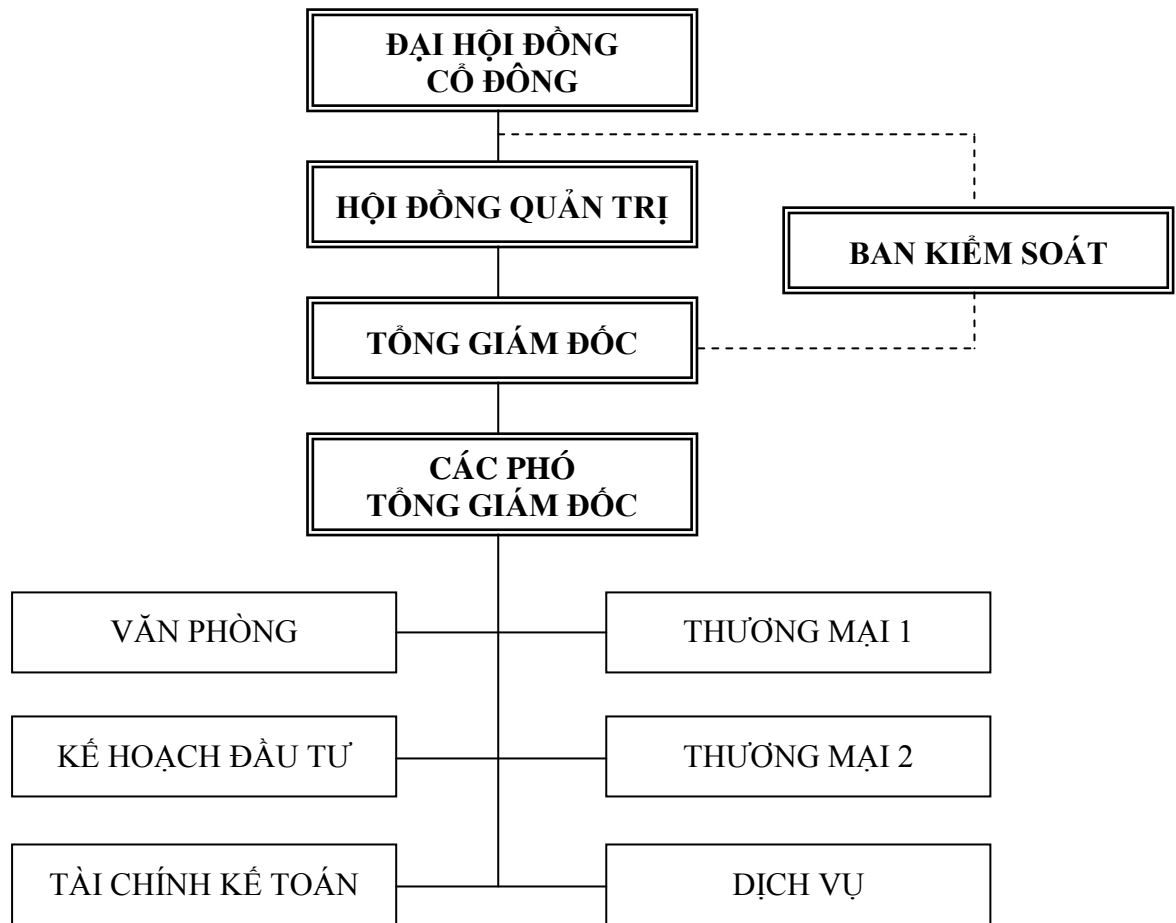 ĐẠI HỘI ĐỒNG
CỔ ĐÔNG
HỘI ĐỒNG QUẢN TRỊ
BAN KIỂM SOÁT
TỔNG GIÁM ĐỐC
CÁC PHÓ
TỔNG GIÁM ĐỐC
VĂN PHÒNG
THƯƠNG MẠI 1
KẾ HOẠCH ĐẦU TƯ
THƯƠNG MẠI 2
TÀI CHÍNH KẾ TOÁN
DỊCH VỤ